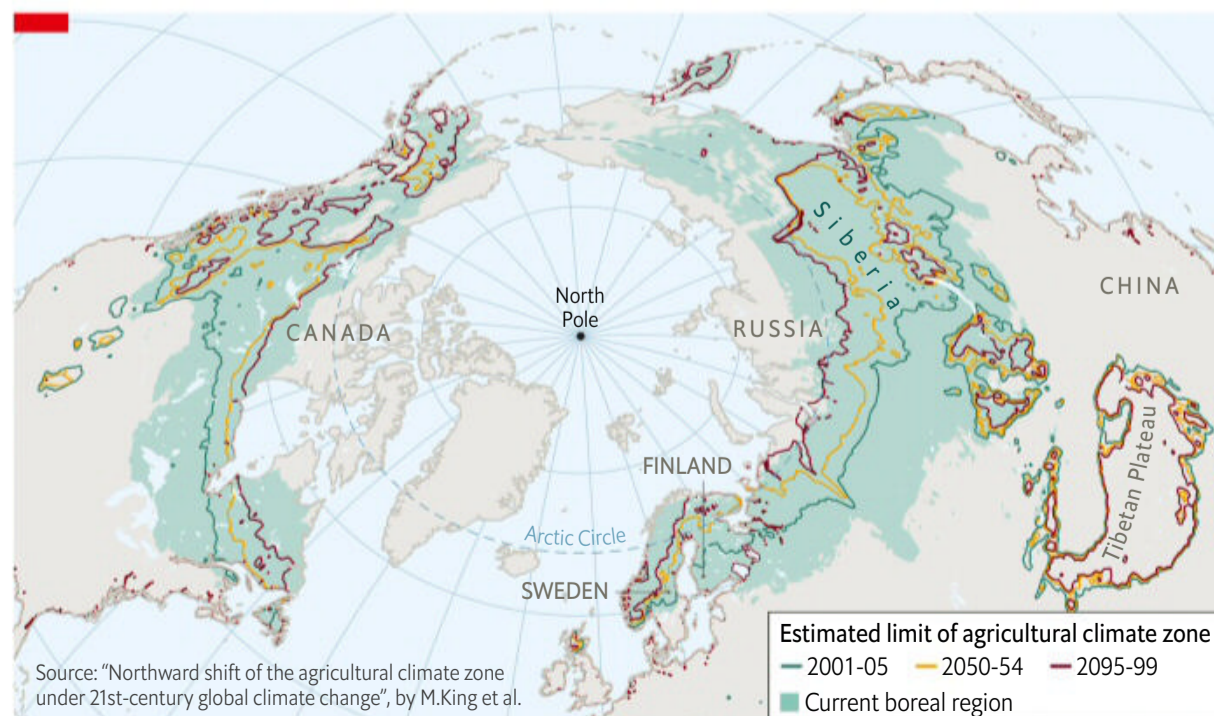 North
Pole
Siberia
CHINA
CANADA
RUSSIA
FINLAND
Tibetan Plateau
Arctic Circle
SWEDEN
Estimated limit of agricultural climate zone
2001-05 2050-54 2095-99
Current boreal region
Source: “Northward shift of the agricultural climate zone
under 21st-century global climate change”, by M.King et al.